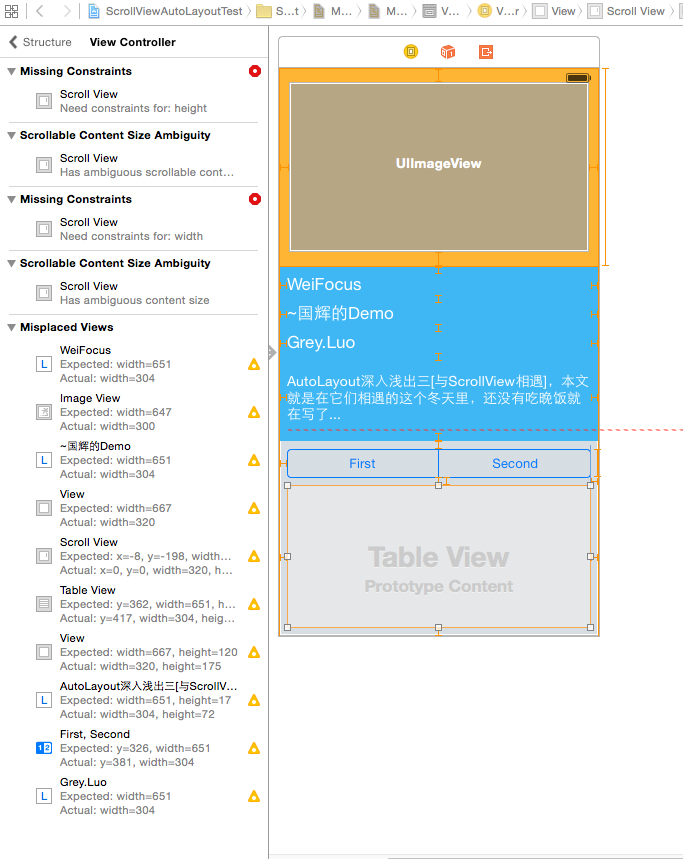 ScrollViewAutoLayoutTest
S...t
M...
M...
V...
V...r
View
Scroll View
Structure
View Controller
Missing Constraints
Scroll View
Need constraints for: height
Scrollable Content Size Ambiguity
Scroll View
Has ambiguous scrollable cont...
Missing Constraints
Scroll View
Need constraints for: width
Scrollable Content Size Ambiguity
Scroll View
Has ambiguous content size
Misplaced Views
WeiFocus
Expected: width=651
Actual: width=304
Image View
Expected: width=647
Actual: width=300
~国辉的Demo
Expected: width=651
Actual: width=304
View
Expected: width=667
Actual: width=320
Scroll View
Expected: x=-8, y=-198, width...
Actual: x=0, y=0, width=320, h...
Table View
Expected: y=362, width=651, h...
Actual: y=417, width=304, heig...
View
Expected: width=667, height=120
Actual: width=320, height=175
AutoLayout深入浅出三[与ScrollV...
Expected: width=651, height=17
Actual: width=304, height=72
First, Second
Expected: y=326, width=651
Actual: y=381, width=304
Grey.Luo
Expected: width=651
Actual: width=304
UIImageView
WeiFocus
~国辉的Demo
Grey.Luo
AutoLayout深入浅出三[与ScrollView相遇]，本文
就是在它们相遇的这个冬天里，还没有吃晚饭就
在写了...
First
Second
Table View
Prototype Content